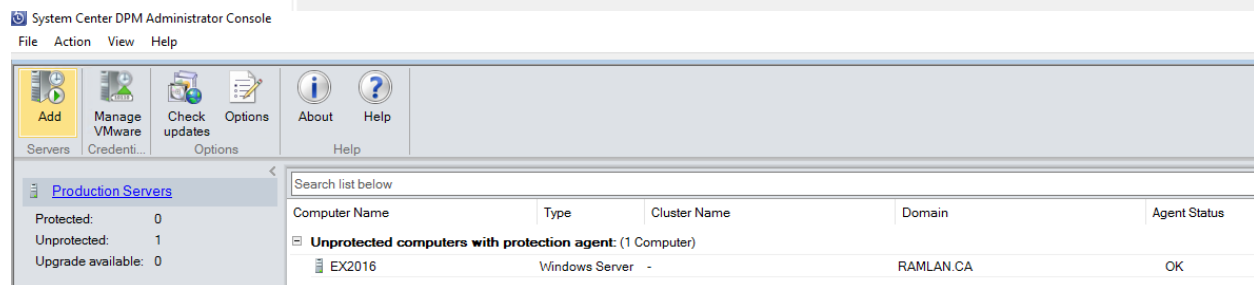 System Center DPM Administrator Console
File Action View Help
Add Manage VMware Check updates Options About Help
Servers Credenti... Options Help
Production Servers
Protected: 0
Unprotected: 1
Upgrade available: 0
Search list below
Computer Name Type Cluster Name Domain Agent Status
Unprotected computers with protection agent: (1 Computer)
EX2016 Windows Server - RAMLAN.CA OK